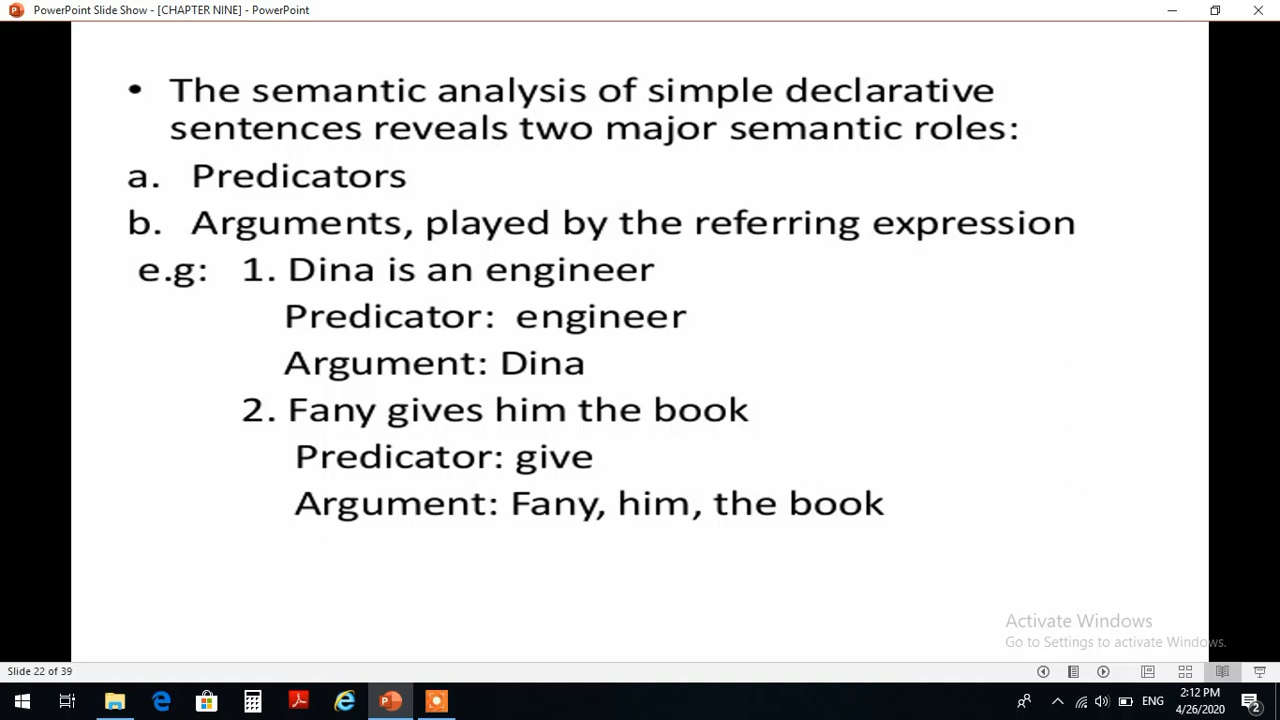 PowerPoint Slide Show - [CHAPTER NINE] - PowerPoint
• The semantic analysis of simple declarative
sentences reveals two major semantic roles:
a. Predicators
b. Arguments, played by the referring expression
e.g: 1. Dina is an engineer
Predicator: engineer
Argument: Dina
2. Fany gives him the book
Predicator: give
Argument: Fany, him, the book
Activate Windows
Go to Settings to activate Windows.
Slide 22 of 39
ENG
2:12 PM
4/26/2020
2